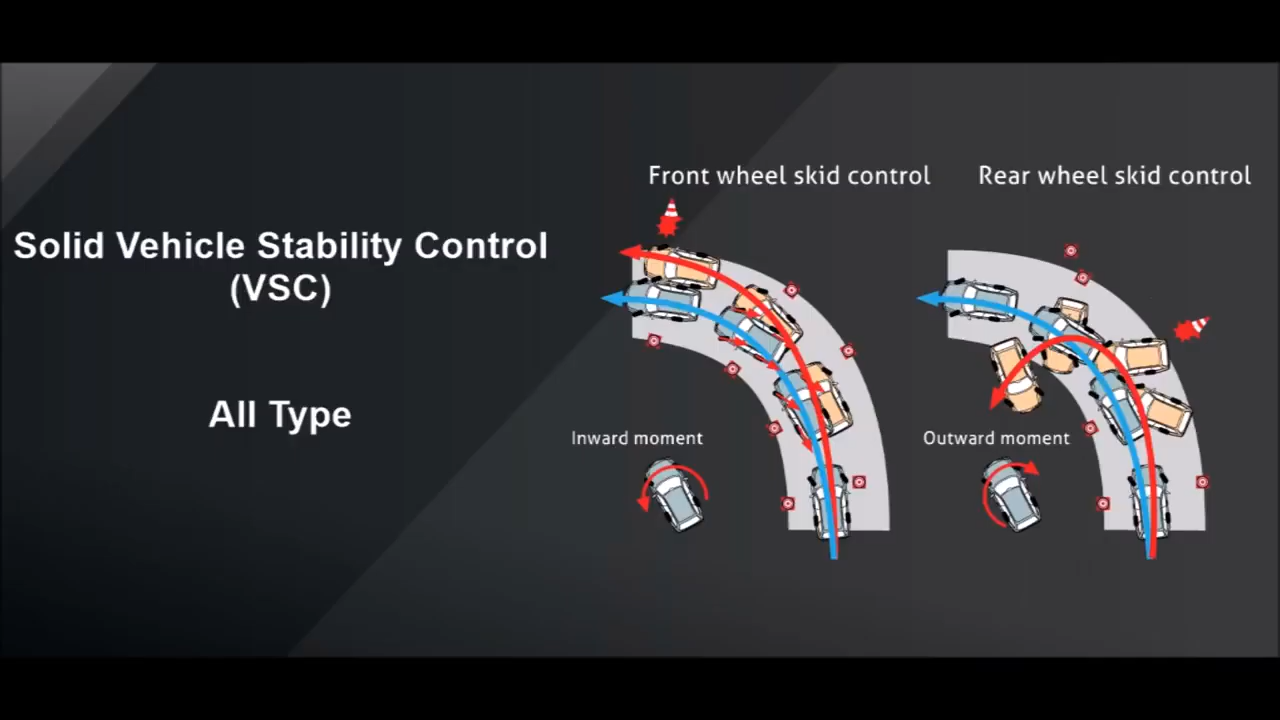 Solid Vehicle Stability Control
(VSC)
All Type
Front wheel skid control
Rear wheel skid control
Inward moment
Outward moment